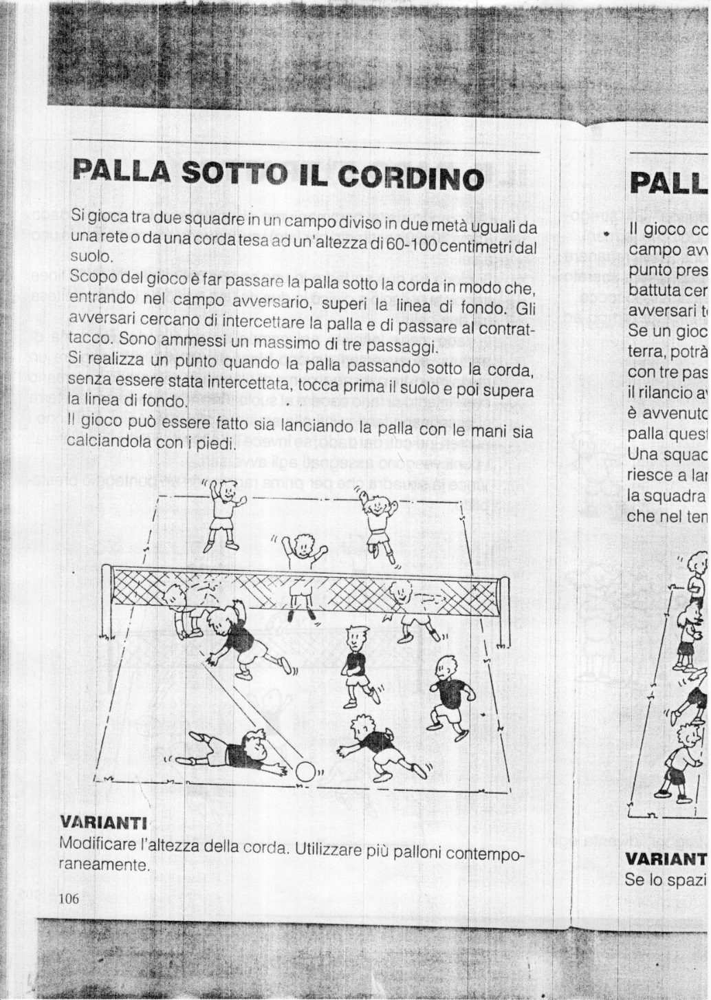 PALLA SOTTO IL CORDINO
Si gioca tra due squadre in un campo diviso in due metà uguali da
una rete o da una corda tesa ad un'altezza di 60-100 centimetri dal
suolo.
Scopo del gioco è far passare la palla sotto la corda in modo che,
entrando nel campo avversario, superi la linea di fondo. Gli
avversari cercano di intercettare la palla e di passare al contrat-
tacco. Sono ammessi un massimo di tre passaggi.
Si realizza un punto quando la palla passando sotto la corda,
senza essere stata intercettata, tocca prima il suolo e poi supera
la linea di fondo.
Il gioco può essere fatto sia lanciando la palla con le mani sia
calciandola con i piedi.
VARIANTI
Modificare l'altezza della corda. Utilizzare più palloni contempo-
raneamente.
106
PALL
Il gioco co
campo avv
punto pres
battuta cer
avversari t
Se un gioc
terra, potrà
con tre pas
il rilancio a
è avvenuto
palla quest
Una squad
riesce a lan
la squadra
che nel ten
VARIANT
Se lo spazi